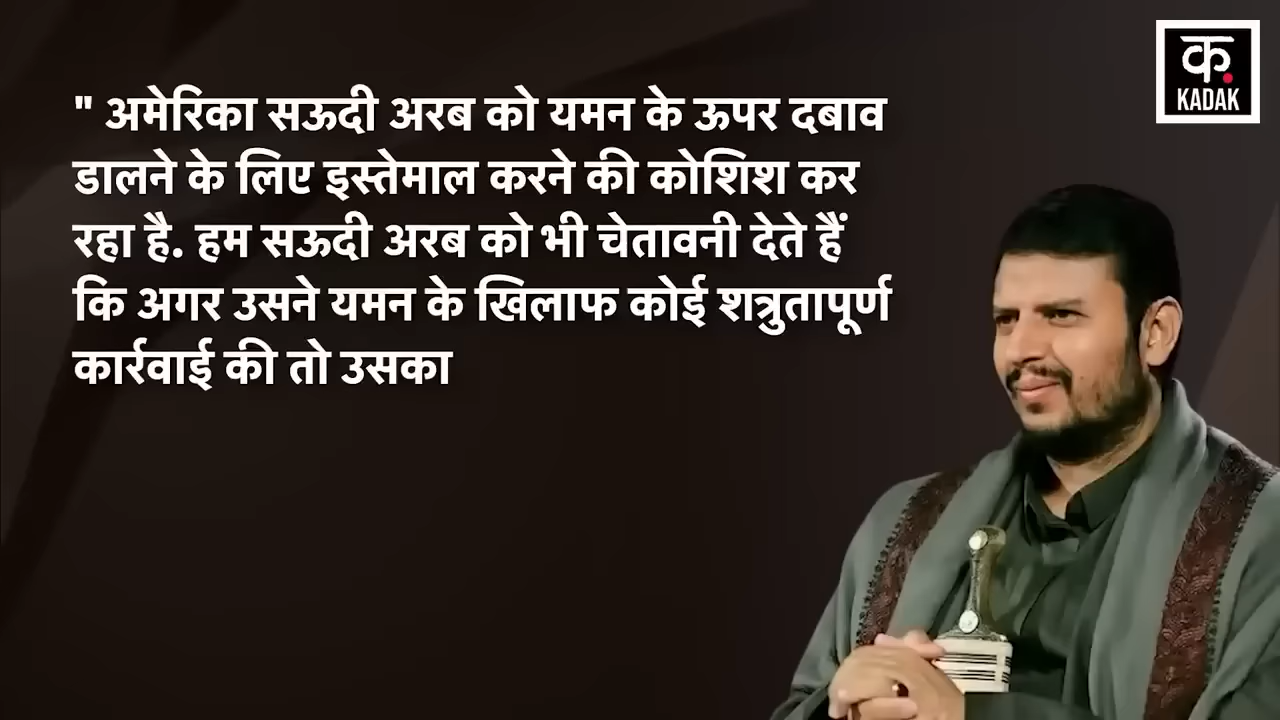 " अमेरिका सऊदी अरब को यमन के ऊपर दबाव
डालने के लिए इस्तेमाल करने की कोशिश कर
रहा है. हम सऊदी अरब को भी चेतावनी देते हैं
कि अगर उसने यमन के खिलाफ कोई शत्रुतापूर्ण
कार्रवाई की तो उसका
क.
KADAK